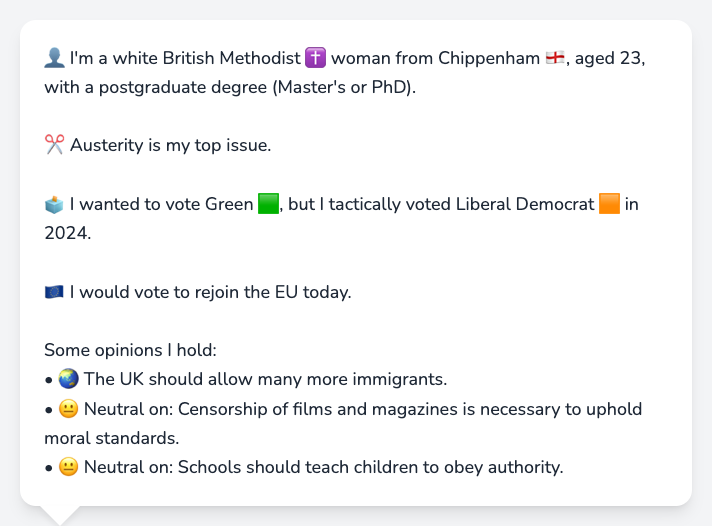 👤 I'm a white British Methodist ✝️ woman from Chippenham 🏴󠁧󠁢󠁥󠁮󠁧󠁿, aged 23,
with a postgraduate degree (Master's or PhD).
✂️ Austerity is my top issue.
🗳️ I wanted to vote Green 🟩, but I tactically voted Liberal Democrat 🟧 in
2024.
🇪🇺 I would vote to rejoin the EU today.
Some opinions I hold:
• 🌏 The UK should allow many more immigrants.
• 😐 Neutral on: Censorship of films and magazines is necessary to uphold
moral standards.
• 😐 Neutral on: Schools should teach children to obey authority.